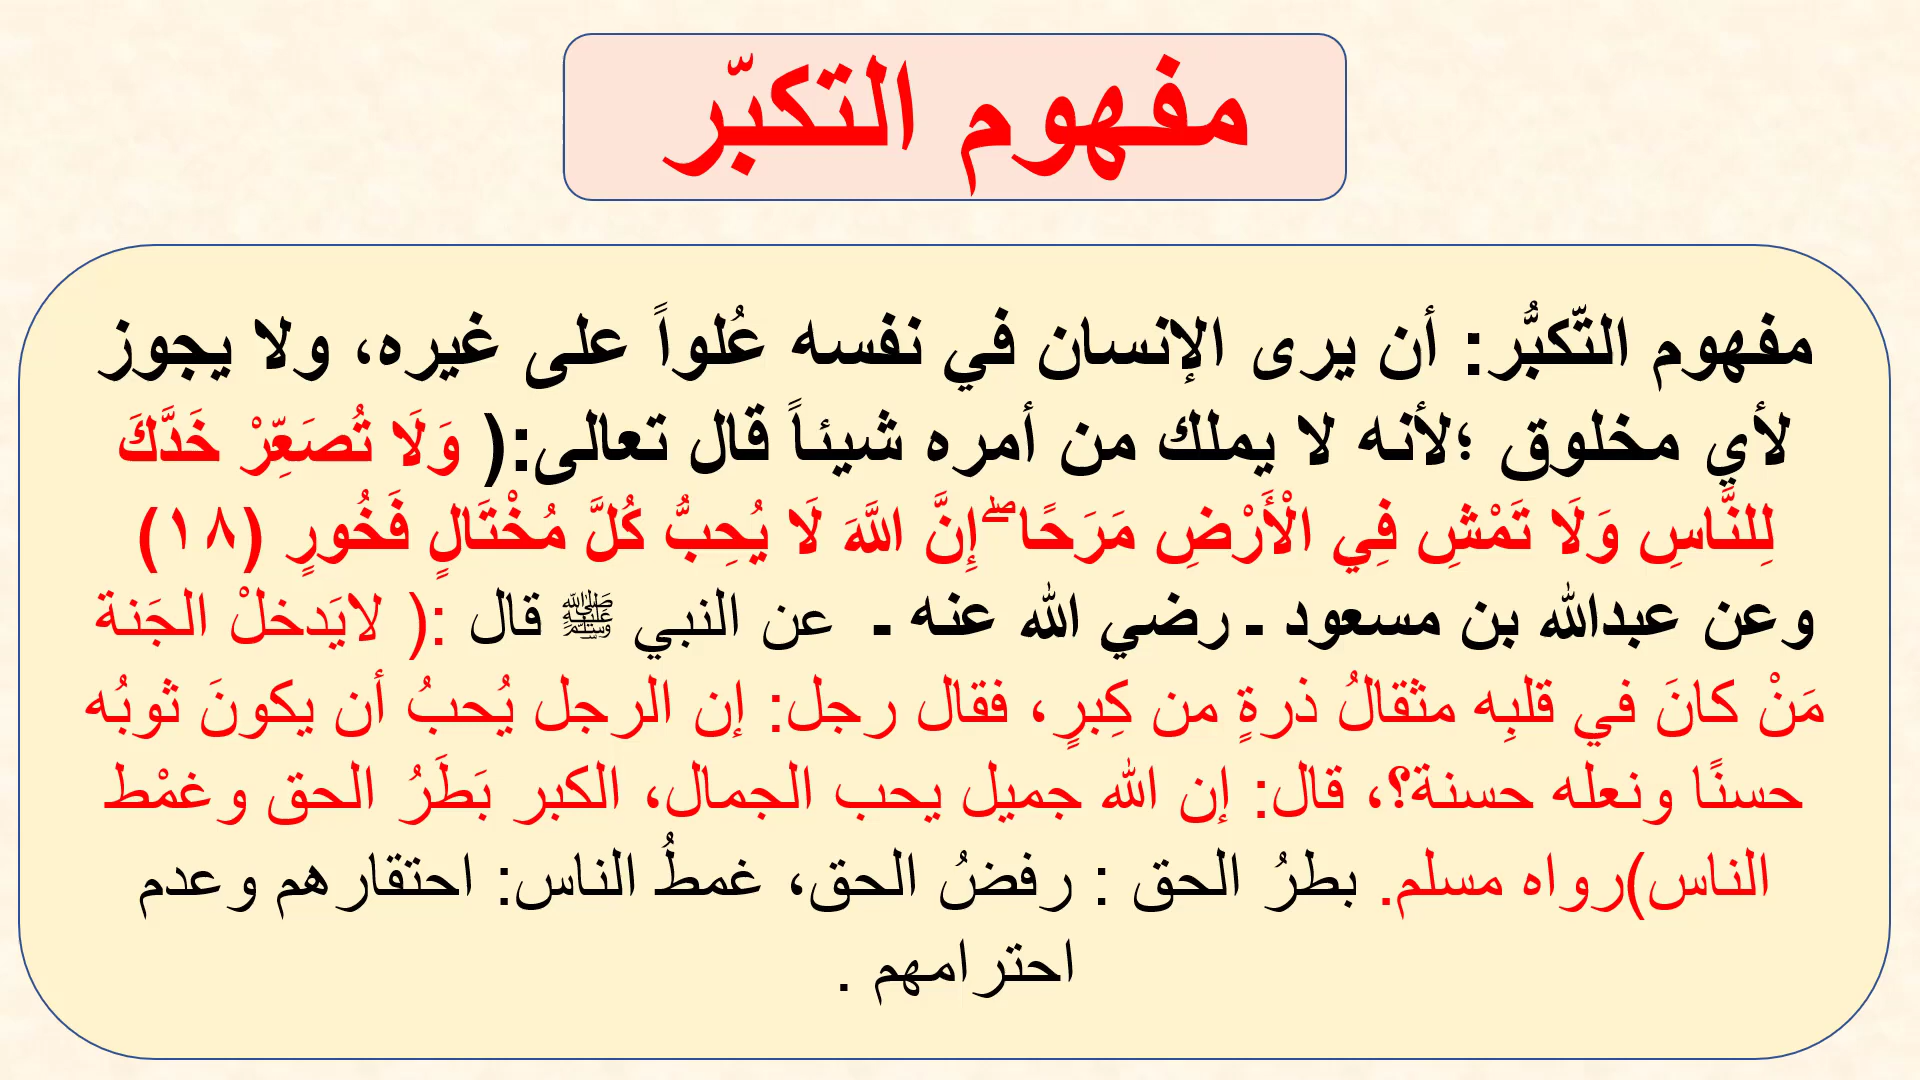 مفهوم التكبّر
مفهوم التّكبُّر: أن يرى الإنسان في نفسه عُلواً على غيره، ولا يجوز
لأي مخلوق ؛لأنه لا يملك من أمره شيئاً قال تعالى:( وَلَا تُصَعِّرْ خَدَّكَ
لِلنَّاسِ وَلَا تَمْشِ فِي الْأَرْضِ مَرَحًا ۖ إِنَّ اللَّهَ لَا يُحِبُّ كُلَّ مُخْتَالٍ فَخُورٍ (١٨)
وعن عبدالله بن مسعود ـ رضي الله عنه ـ عن النبي ﷺ قال :( لايَدخلْ الجَنة
مَنْ كانَ في قلبِه مثقالُ ذرةٍ من كِبرٍ، فقال رجل: إن الرجل يُحبُ أن يكونَ ثوبُه
حسنًا ونعله حسنة؟، قال: إن الله جميل يحب الجمال، الكبر بَطَرُ الحق وغمْط
الناس)رواه مسلم. بطرُ الحق : رفضُ الحق، غمطُ الناس: احتقارهم وعدم
احترامهم .